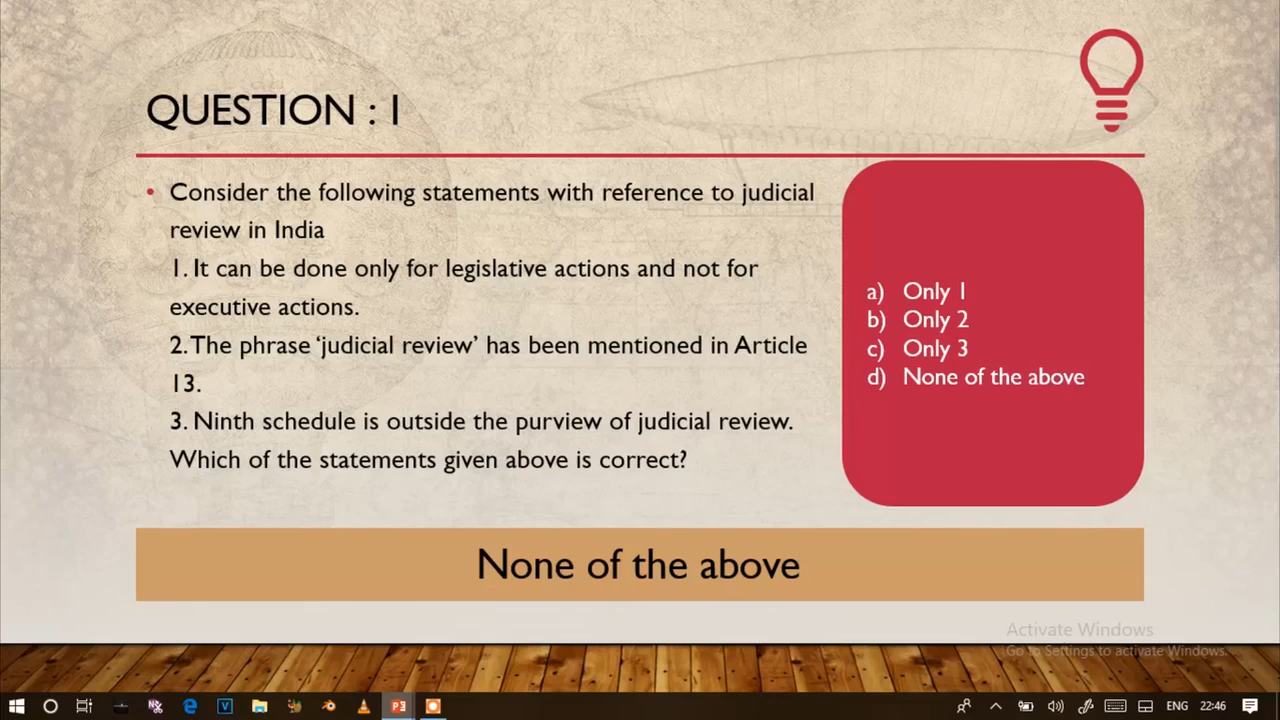 QUESTION : 1
• Consider the following statements with reference to judicial
review in India
1. It can be done only for legislative actions and not for
executive actions.
2. The phrase ‘judicial review’ has been mentioned in Article
13.
3. Ninth schedule is outside the purview of judicial review.
Which of the statements given above is correct?
a) Only 1
b) Only 2
c) Only 3
d) None of the above
None of the above
Activate Windows
Go to Settings to activate Windows.
ENG 22:46